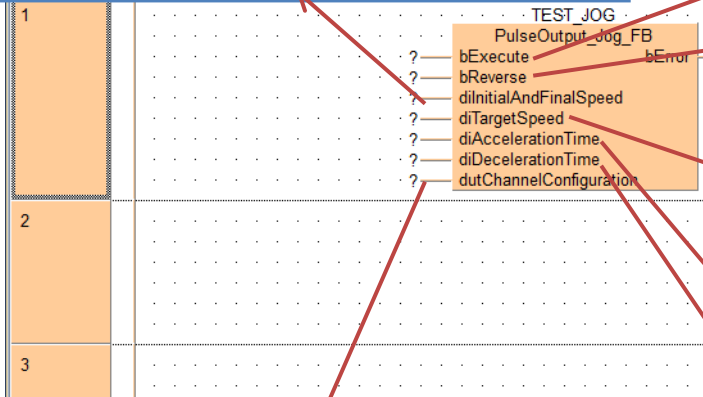 1
TEST_JOG
PulseOutput_Jog_FB
? bExecute bError
? bReverse
? diInitialAndFinalSpeed
? diTargetSpeed
? diAccelerationTime
? diDecelerationTime
? dutChannelConfiguration
2
3